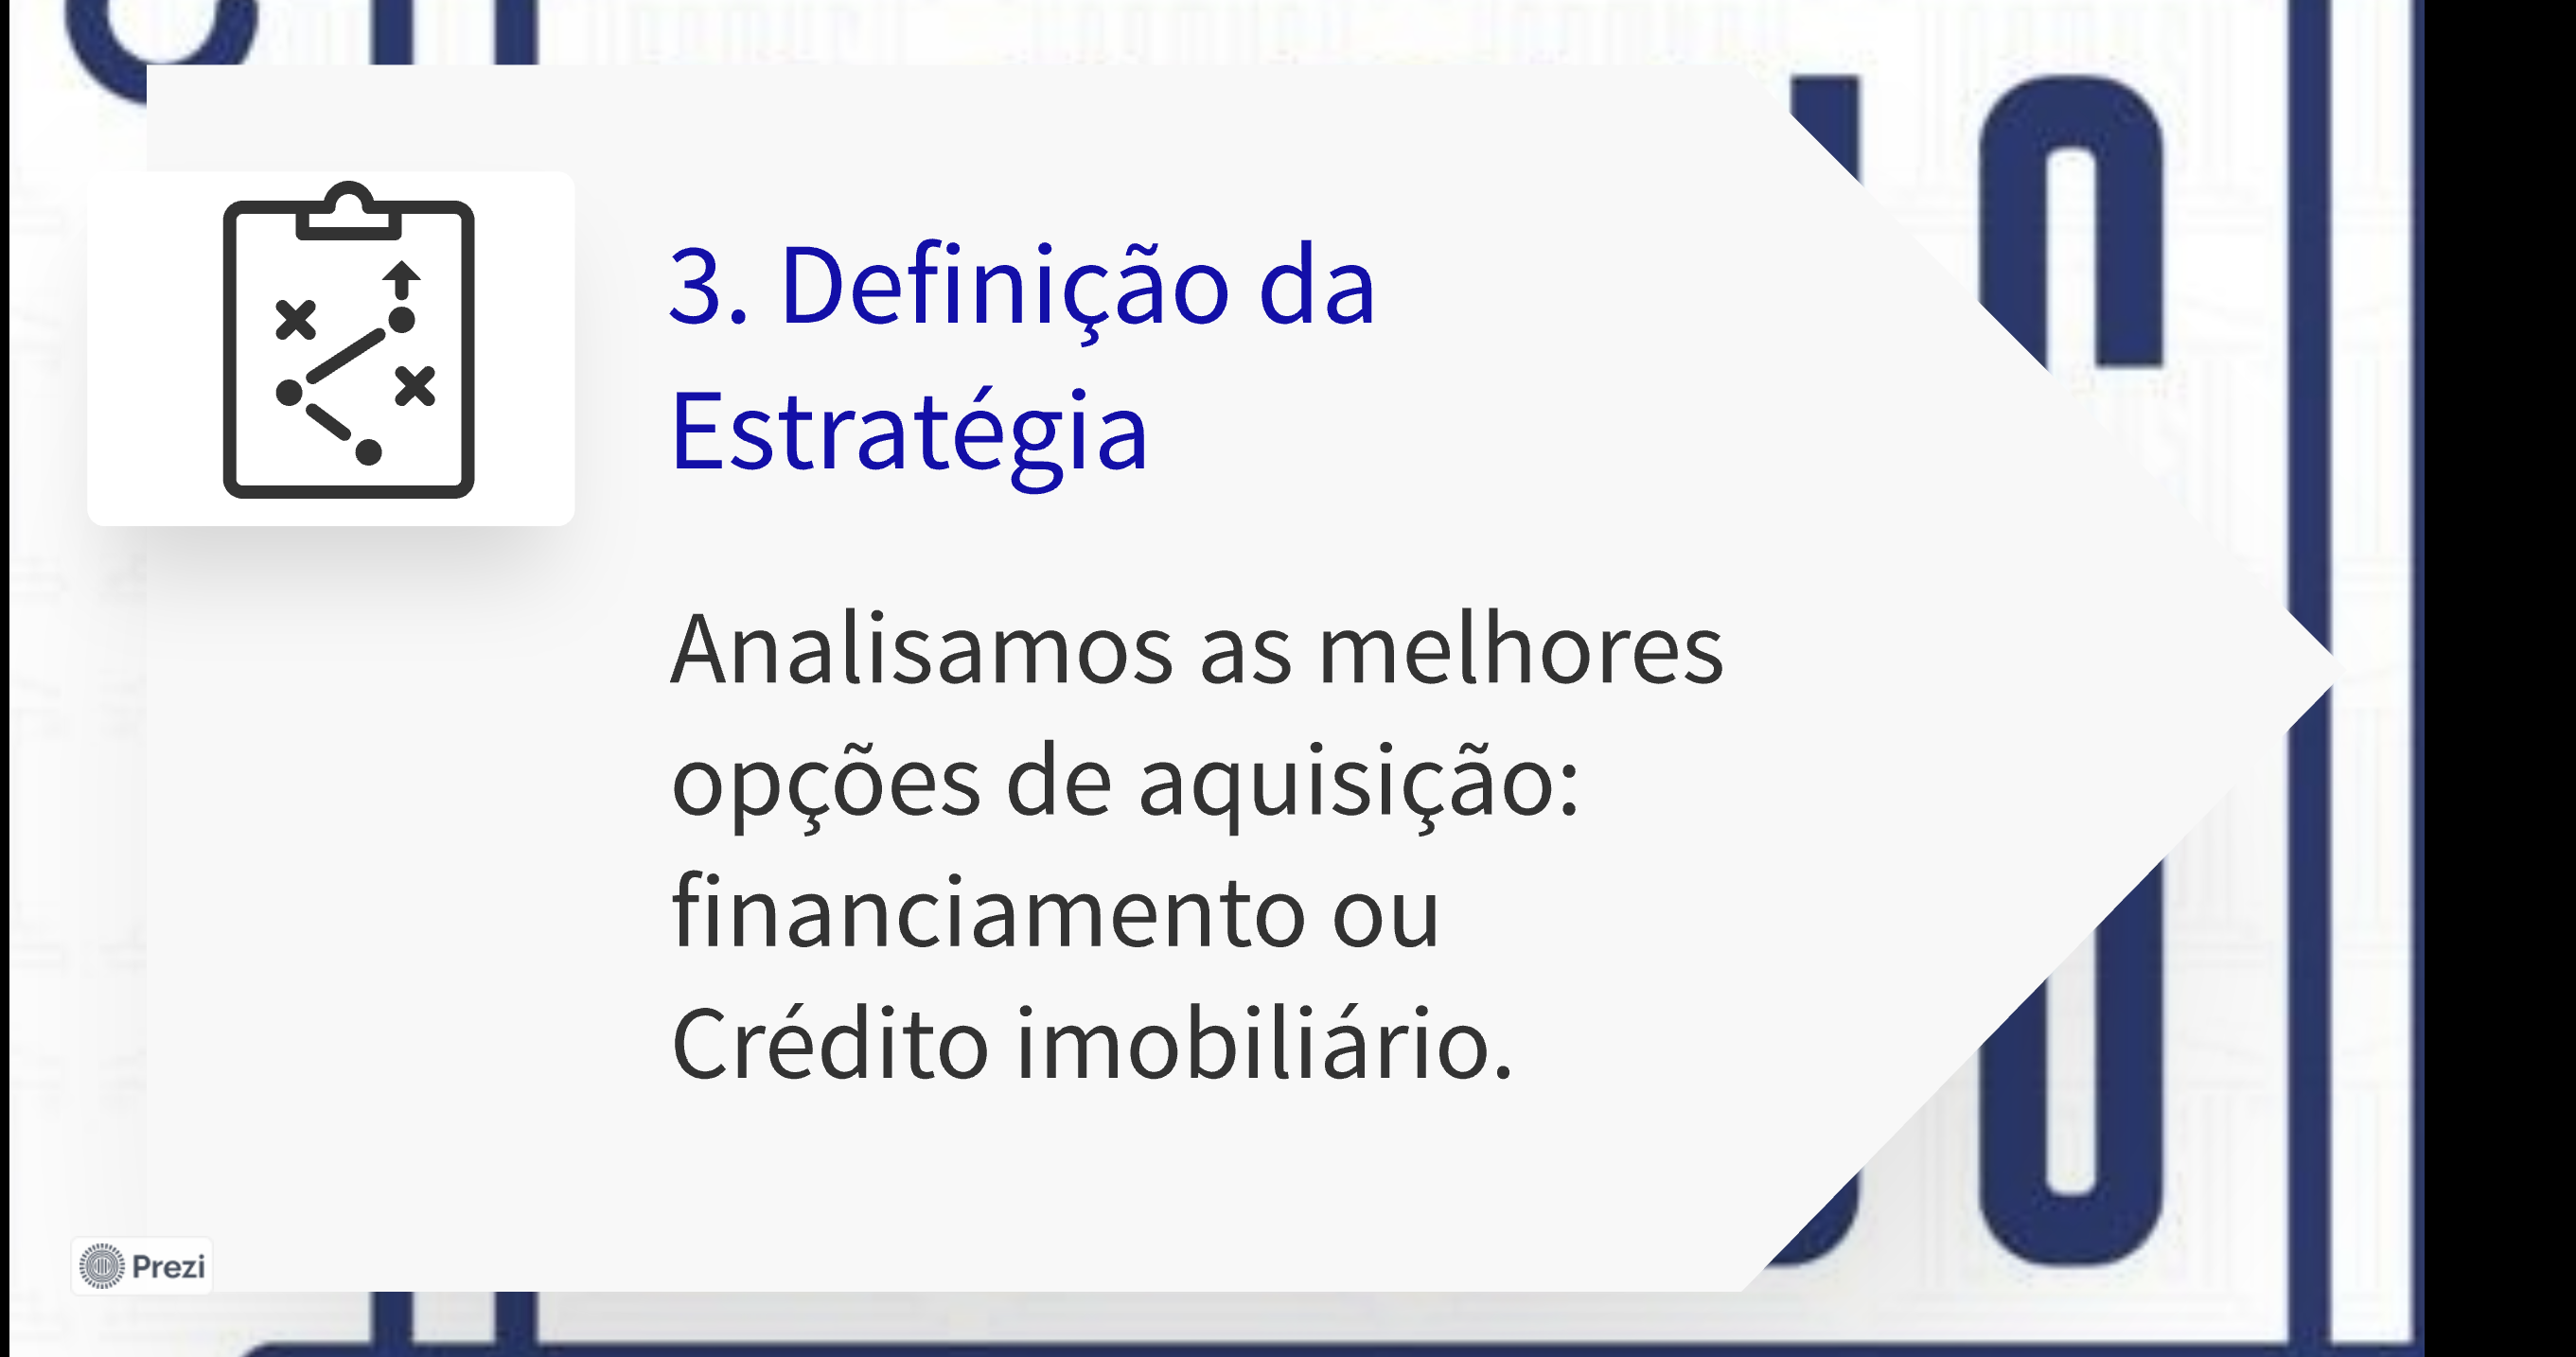 3. Definição da
Estratégia
Analisamos as melhores
opções de aquisição:
financiamento ou
Crédito imobiliário.
Prezi